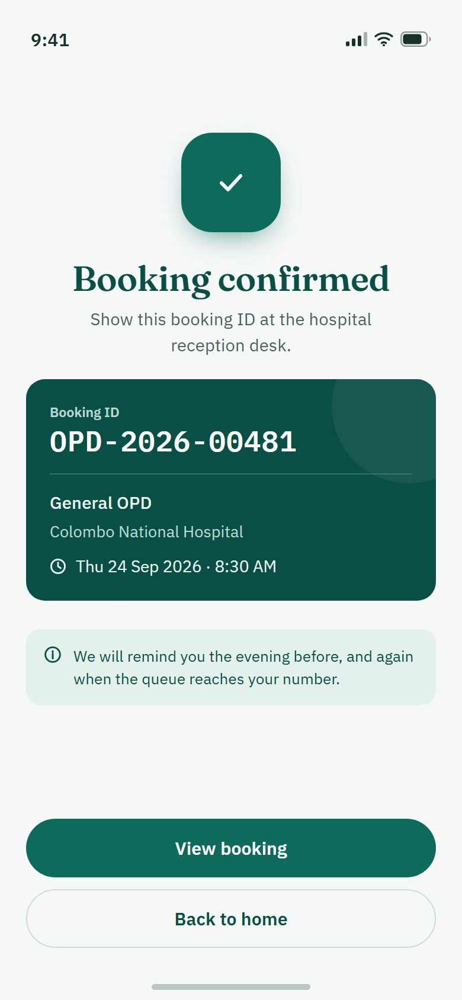 9:41
Booking confirmed
Show this booking ID at the hospital
reception desk.
Booking ID
OPD-2026-00481
General OPD
Colombo National Hospital
Thu 24 Sep 2026 · 8:30 AM
We will remind you the evening before, and again
when the queue reaches your number.
View booking
Back to home